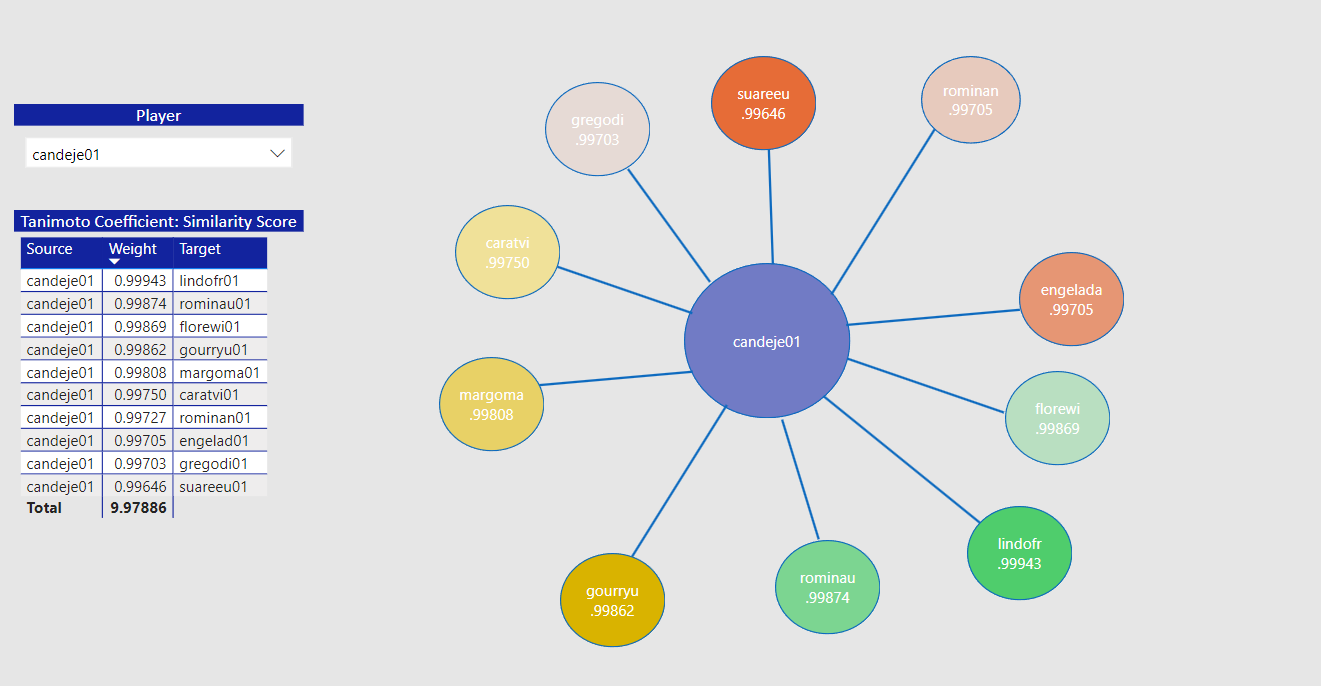 Player
candeje01
Tanimoto Coefficient: Similarity Score
Source Weight Target
candeje01 0.99943 lindofr01
candeje01 0.99874 rominau01
candeje01 0.99869 florewi01
candeje01 0.99862 gourryu01
candeje01 0.99808 margoma01
candeje01 0.99750 caratvi01
candeje01 0.99727 rominan01
candeje01 0.99705 engelad01
candeje01 0.99703 gregodi01
candeje01 0.99646 suareeu01
Total 9.97886
suareeu
.99646
rominan
.99705
gregodi
.99703
caratvi
.99750
engelada
.99705
candeje01
margoma
.99808
florewi
.99869
lindofr
.99943
rominau
.99874
gourryu
.99862